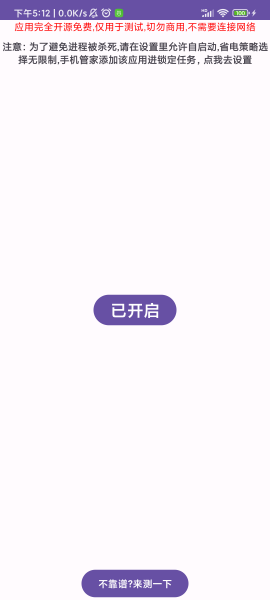 下午5:12 | 0.0K/s
应用完全开源免费,仅用于测试,切勿商用,不需要连接网络
注意: 为了避免进程被杀死,请在设置里允许自启动,省电策略选
择无限制,手机管家添加该应用进锁定任务，点我去设置
已开启
不靠谱?来测一下